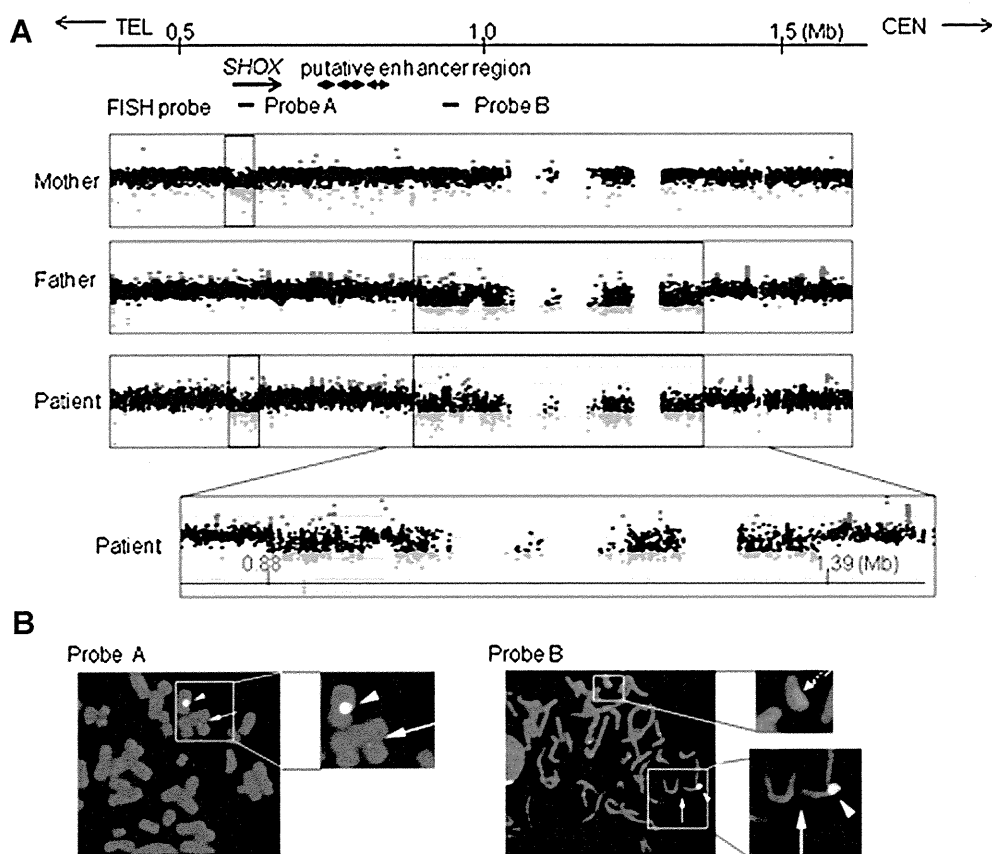 A
TEL
CEN
0,5
1.0
1.5 (Mb)
SHOX
putative enhancer region
FISH probe
Probe A
Probe B
Mother
Father
Patient
Patient
0.88
1.39 (Mb)
B
Probe A
Probe B